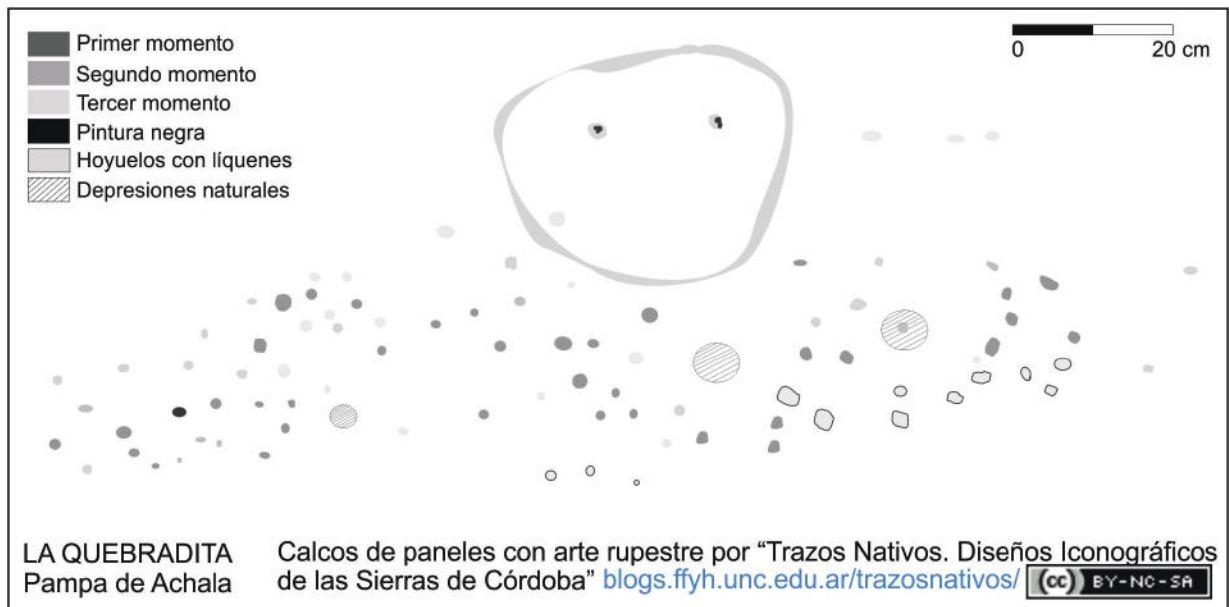 Primer momento
Segundo momento
Tercer momento
Pintura negra
Hoyuelos con líquenes
Depresiones naturales
0 20 cm
LA QUEBRADITA
Pampa de Achala
Calcos de paneles con arte rupestre por “Trazos Nativos. Diseños Iconográficos
de las Sierras de Córdoba” blogs.ffyh.unc.edu.ar/trazosnativos/
cc BY-NC-SA